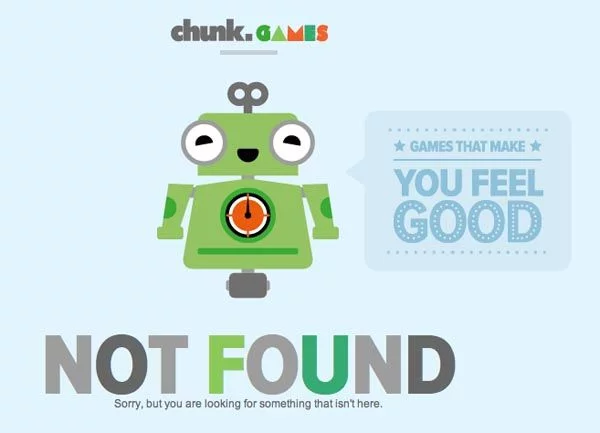 chunk. GAMES
GAMES THAT MAKE
YOU FEEL
GOOD
NOT FOUND
Sorry, but you are looking for something that isn't here.